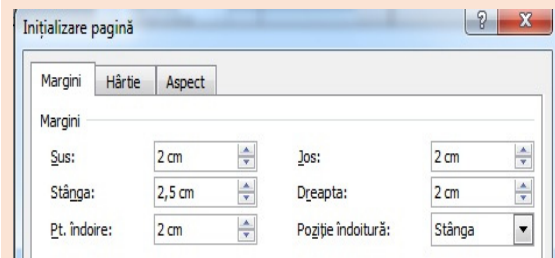 Inițializare pagină
? X
Margini Hârtie Aspect
Margini
Sus: 2 cm Jos: 2 cm
Stânga: 2,5 cm Dreapta: 2 cm
Pt. îndoire: 2 cm Poziție îndoitură: Stânga